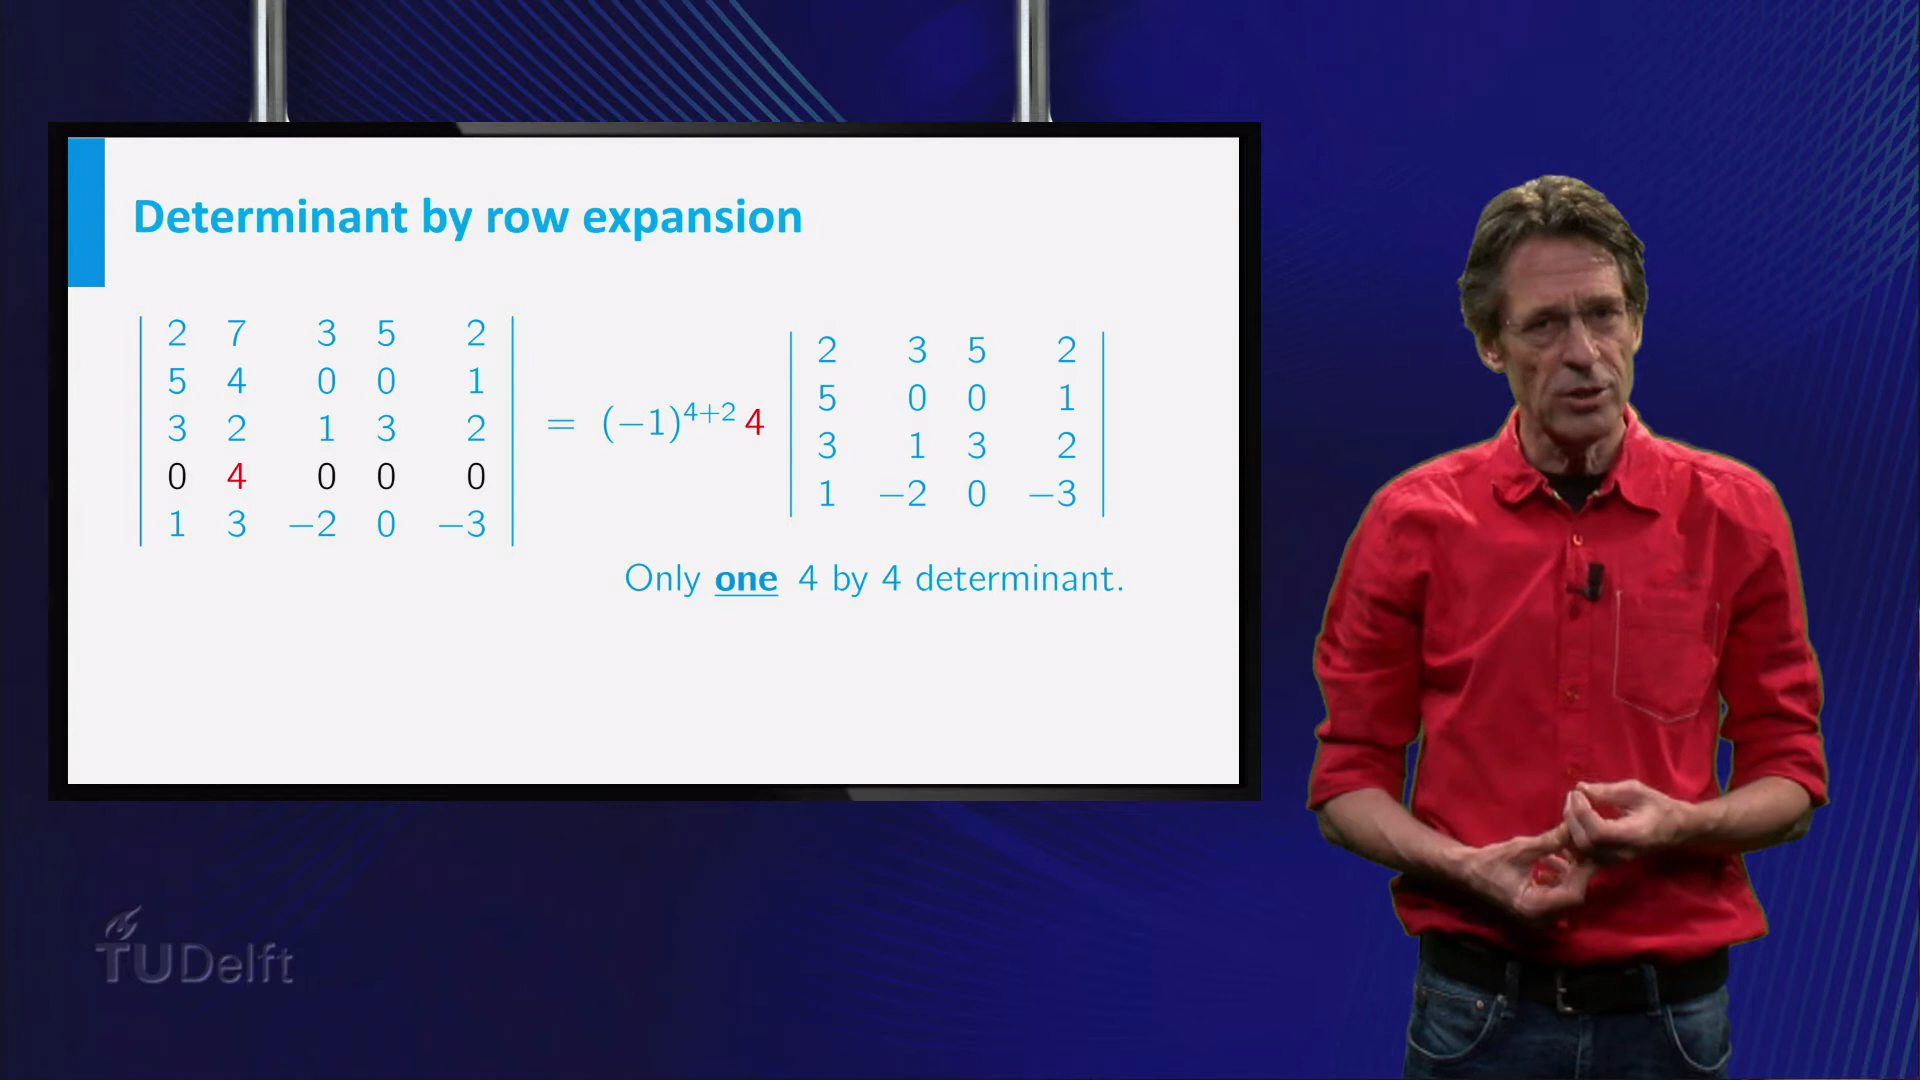 Determinant by row expansion
| 2 7 3 5 2 |
| 5 4 0 0 1 |
| 3 2 1 3 2 |
| 0 4 0 0 0 |
| 1 3 −2 0 −3 |
= (−1)⁴⁺² 4
| 2 3 5 2 |
| 5 0 0 1 |
| 3 1 3 2 |
| 1 −2 0 −3 |
Only one 4 by 4 determinant.
TUDelft